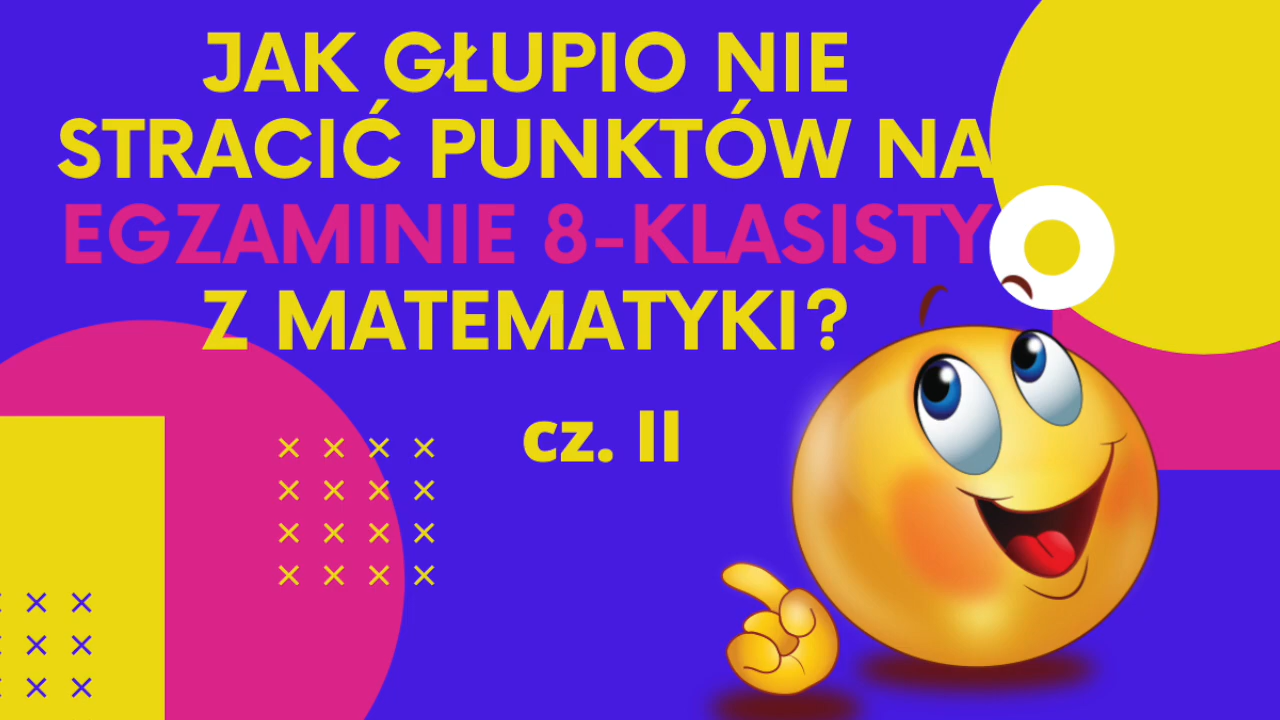 JAK GŁUPIO NIE
STRACIĆ PUNKTÓW NA
EGZAMINIE 8-KLASISTY
Z MATEMATYKI?
cz. II